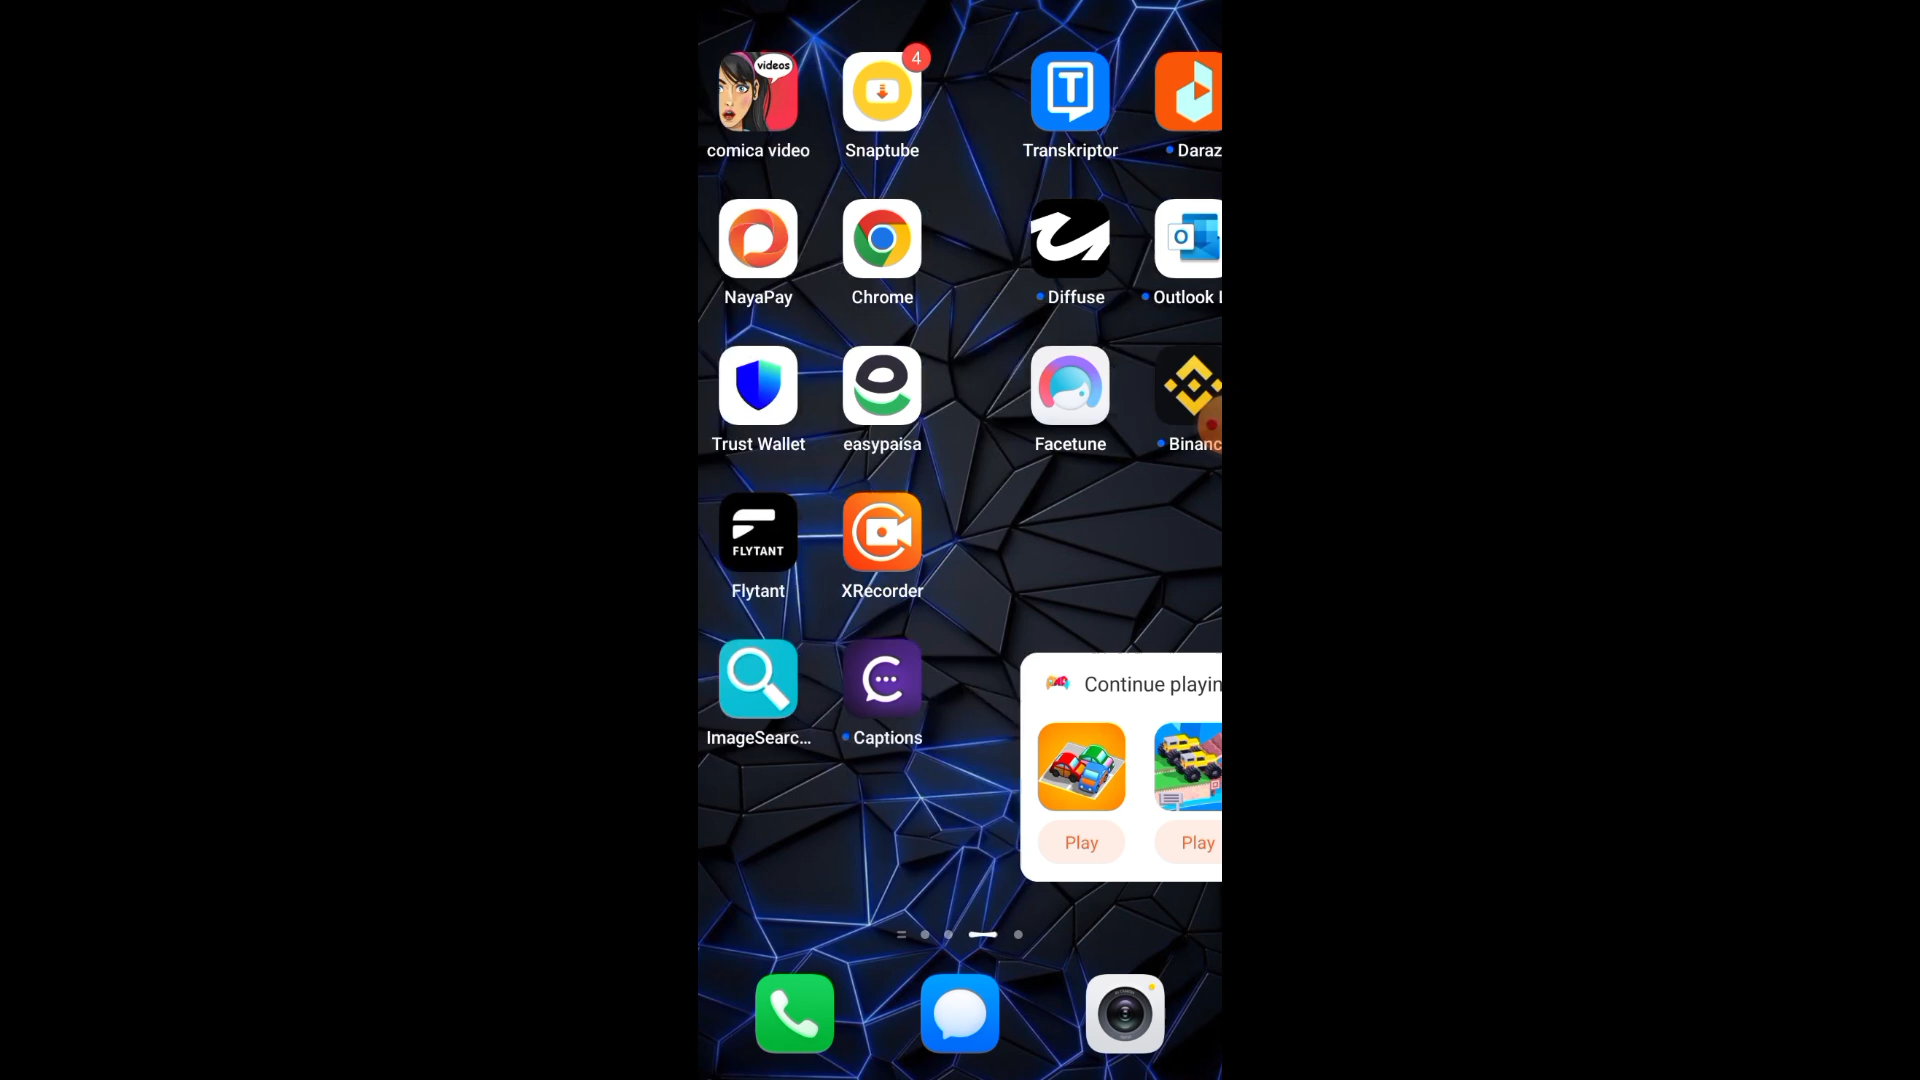 videos
4
comica video
Snaptube
Transkriptor
Daraz
NayaPay
Chrome
Diffuse
Outlook
Trust Wallet
easypaisa
Facetune
Binanc
FLYTANT
Flytant
XRecorder
ImageSearc...
Captions
Continue playin
Play
Play